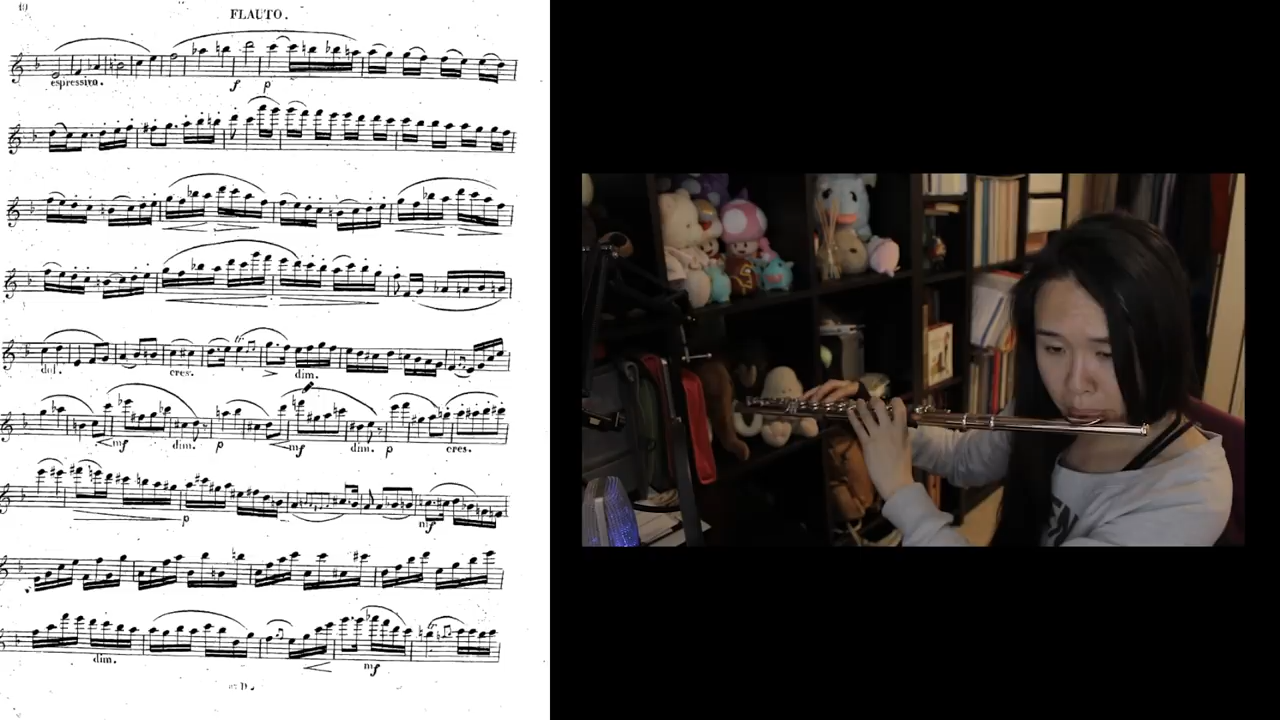 FLAUTO.
espressivo.
f p
dol. cres. dim.
mf dim. p mf dim. p cres.
p mf
dim. mf